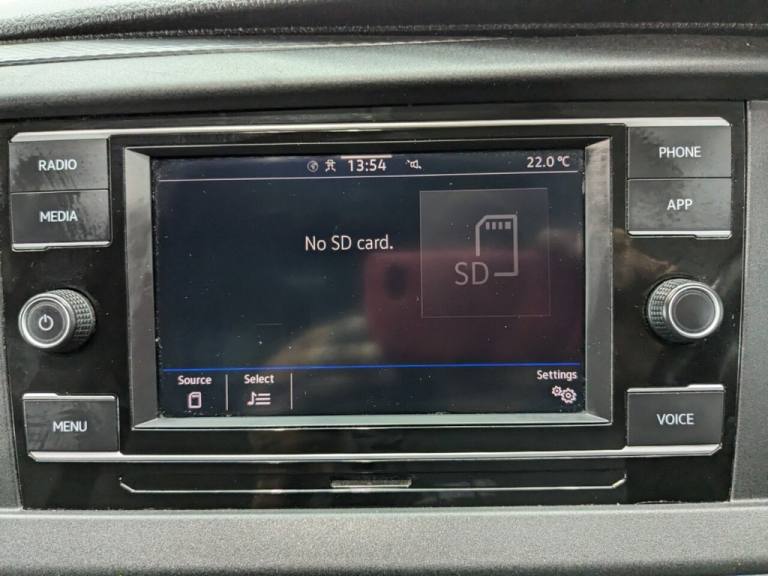 RADIO
MEDIA
13:54
22.0 °C
PHONE
APP
No SD card.
SD
Source
Select
Settings
MENU
VOICE